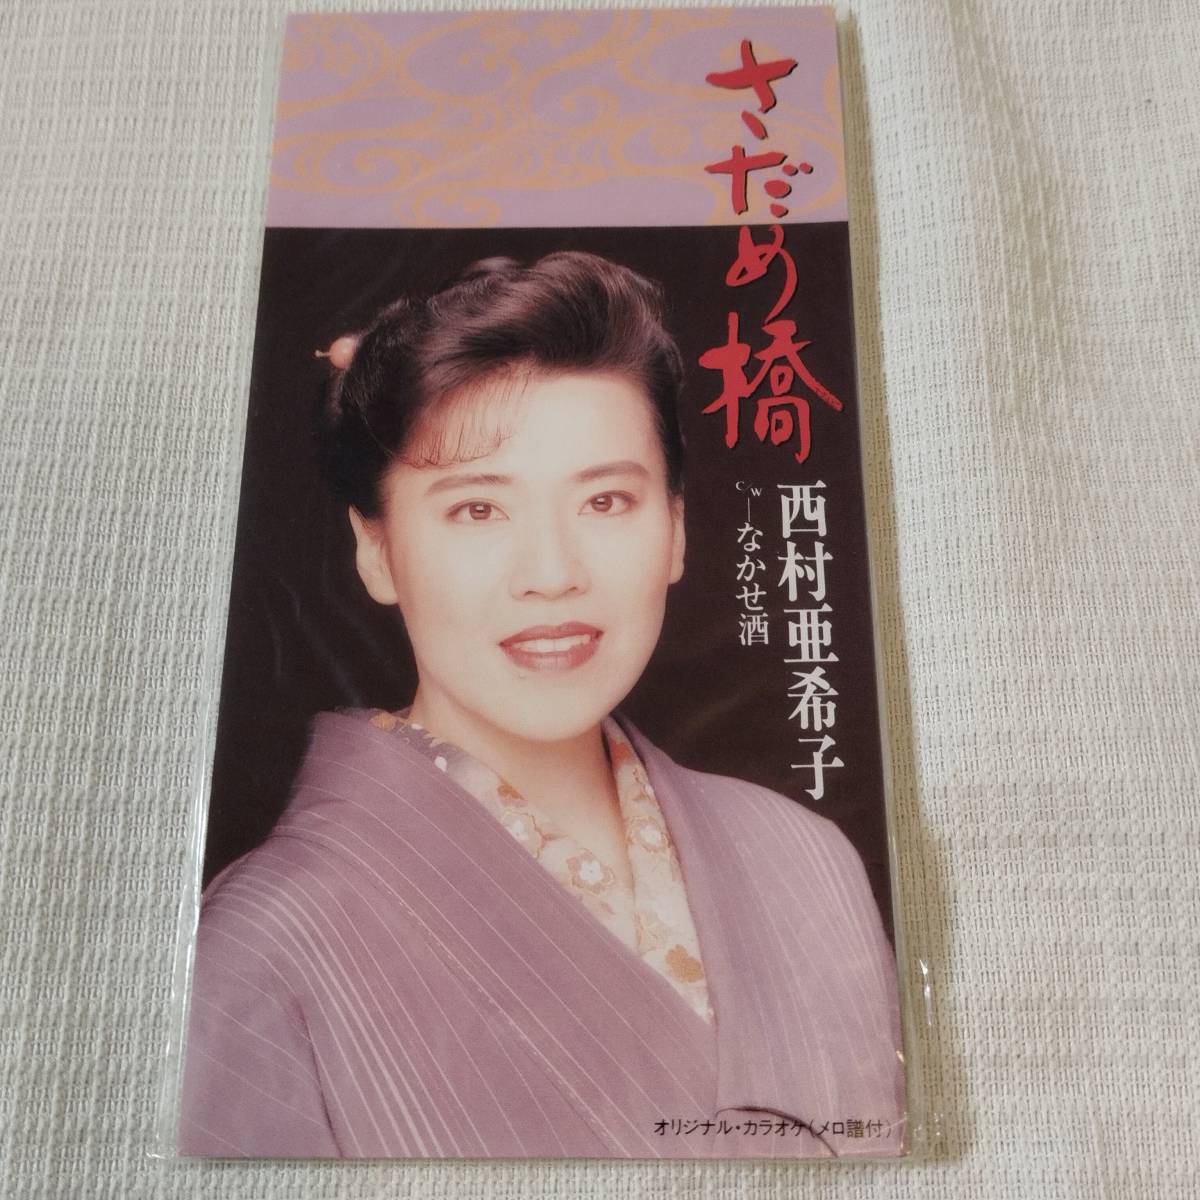 さだめ橋
西村亜希子
c/w—なかせ酒
オリジナル・カラオケ(メロ譜付)